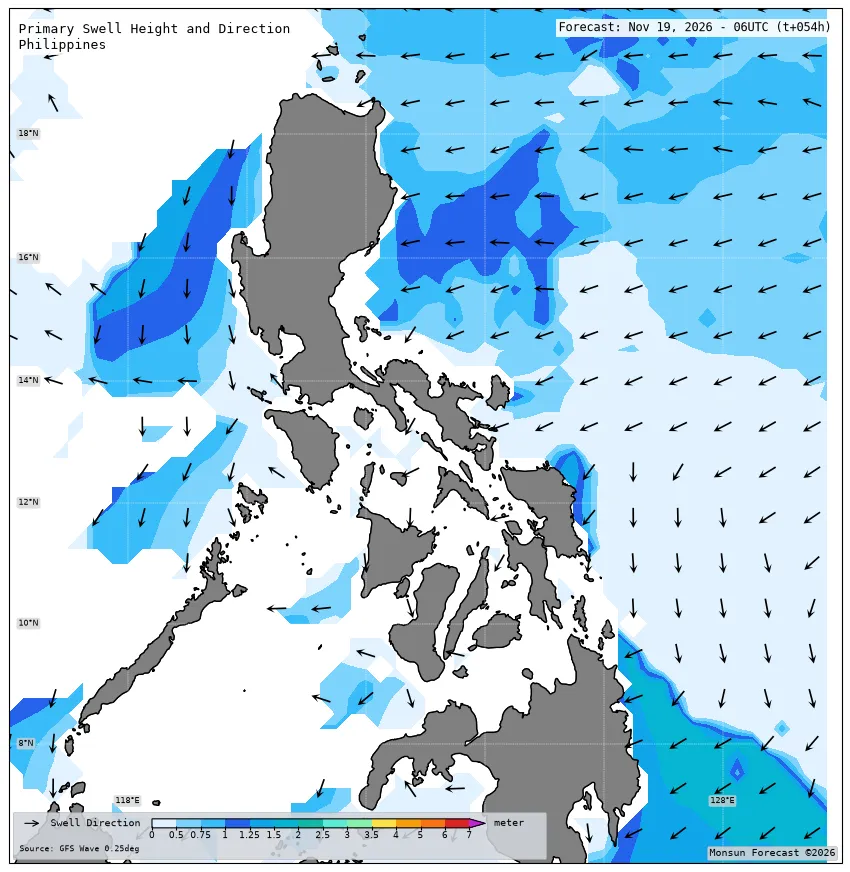 Primary Swell Height and Direction
Philippines
Forecast: Nov 19, 2026 - 06UTC (t+054h)
18°N
16°N
14°N
12°N
10°N
8°N
118°E
128°E
Swell Direction
0 0.5 0.75 1 1.25 1.5 2 2.5 3 3.5 4 5 6 7
meter
Source: GFS Wave 0.25deg
Monsun Forecast ©2026